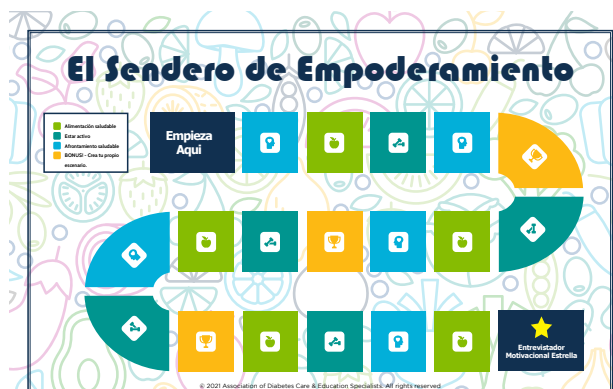 El Sendero de Empoderamiento
Alimentación saludable
Estar activo
Afrontamiento saludable
BONUS! - Crea tu propio
escenario.
Empieza
Aqui
Entrevistador
Motivacional Estrella
© 2021 Association of Diabetes Care & Education Specialists. All rights reserved.